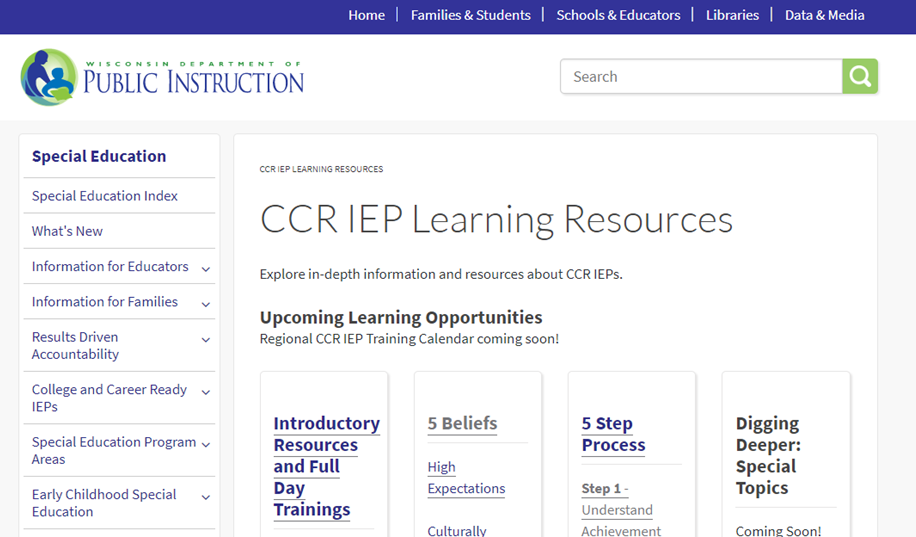 Home
Families & Students
Schools & Educators
Libraries
Data & Media
WISCONSIN DEPARTMENT OF
PUBLIC INSTRUCTION
Search
Special Education
Special Education Index
What's New
Information for Educators
Information for Families
Results Driven
Accountability
College and Career Ready
IEPs
Special Education Program
Areas
Early Childhood Special
Education
CCR IEP LEARNING RESOURCES
CCR IEP Learning Resources
Explore in-depth information and resources about CCR IEPs.
Upcoming Learning Opportunities
Regional CCR IEP Training Calendar coming soon!
Introductory
Resources
and Full
Day
Trainings
5 Beliefs
High
Expectations
Culturally
5 Step
Process
Step 1 -
Understand
Achievement
Digging
Deeper:
Special
Topics
Coming Soon!